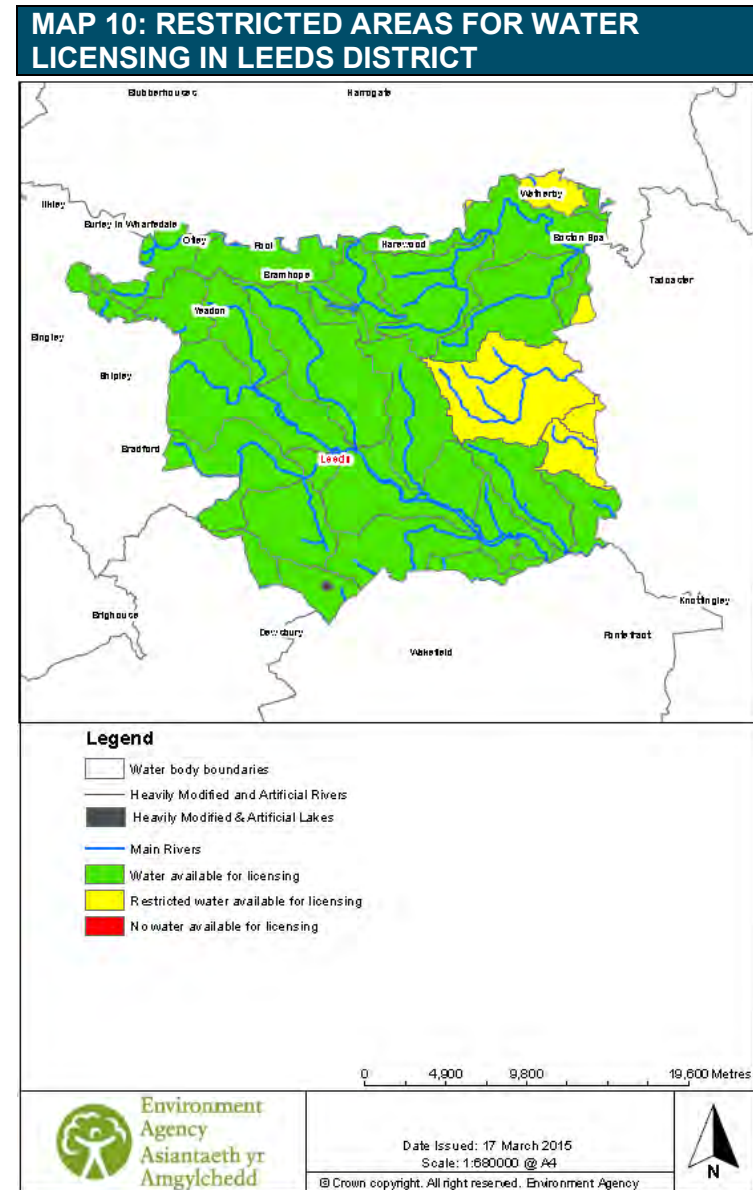 MAP 10: RESTRICTED AREAS FOR WATER
LICENSING IN LEEDS DISTRICT
Blubberhouses
Harrogate
Ilkley
Wetherby
Burley in Wharfedale
Otley
Pool
Harewood
Boston Spa
Bramhope
Tadcaster
Yeadon
Bingley
Shipley
Bradford
Leeds
Knottingley
Brighouse
Dewsbury
Pontefract
Wakefield
Legend
Water body boundaries
Heavily Modified and Artificial Rivers
Heavily Modified & Artificial Lakes
Main Rivers
Water available for licensing
Restricted water available for licensing
No water available for licensing
0 4,900 9,800 19,600 Metres
Environment
Agency
Asiantaeth yr
Amgylchedd
Date Issued: 17 March 2015
Scale: 1:680000 @ A4
© Crown copyright. All right reserved. Environment Agency
N